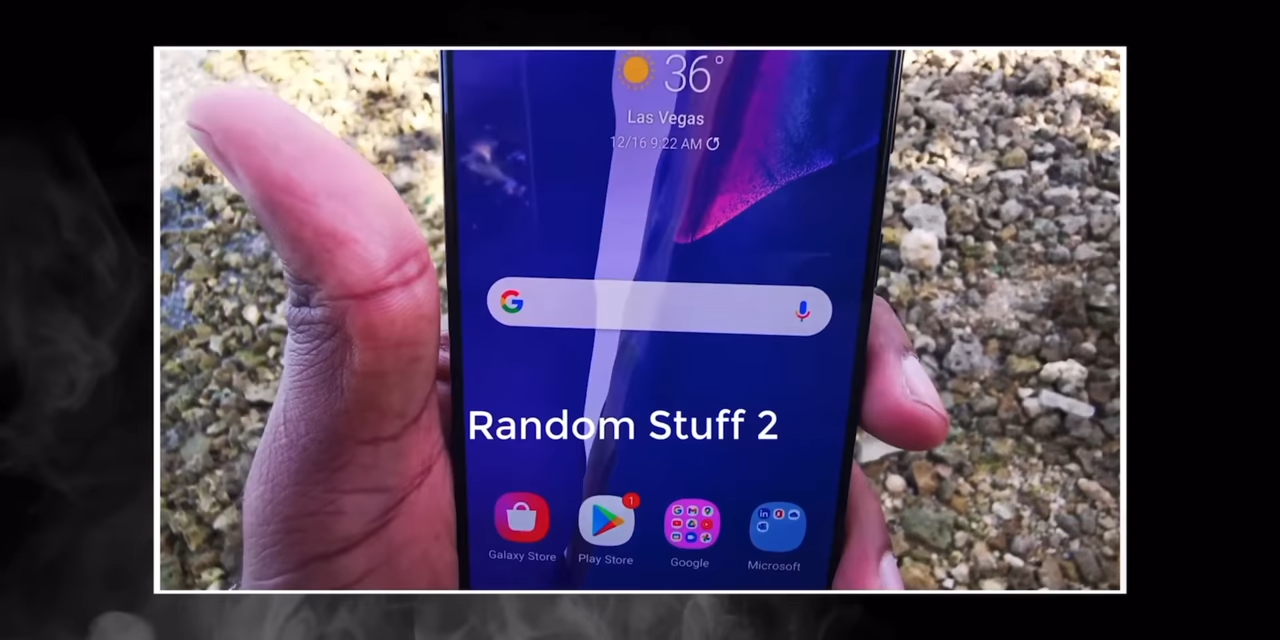 36°
Las Vegas
12/16 9:22 AM
Random Stuff 2
1
Galaxy Store
Play Store
Google
Microsoft